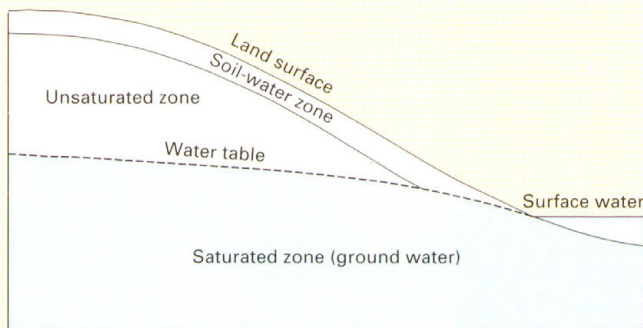 Land surface
Soil-water zone
Unsaturated zone
Water table
Surface water
Saturated zone (ground water)